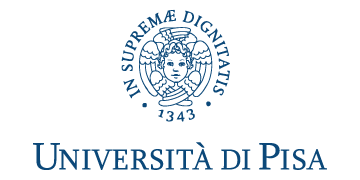 · IN SUPREMÆ DIGNITATIS ·
1343
UNIVERSITÀ DI PISA